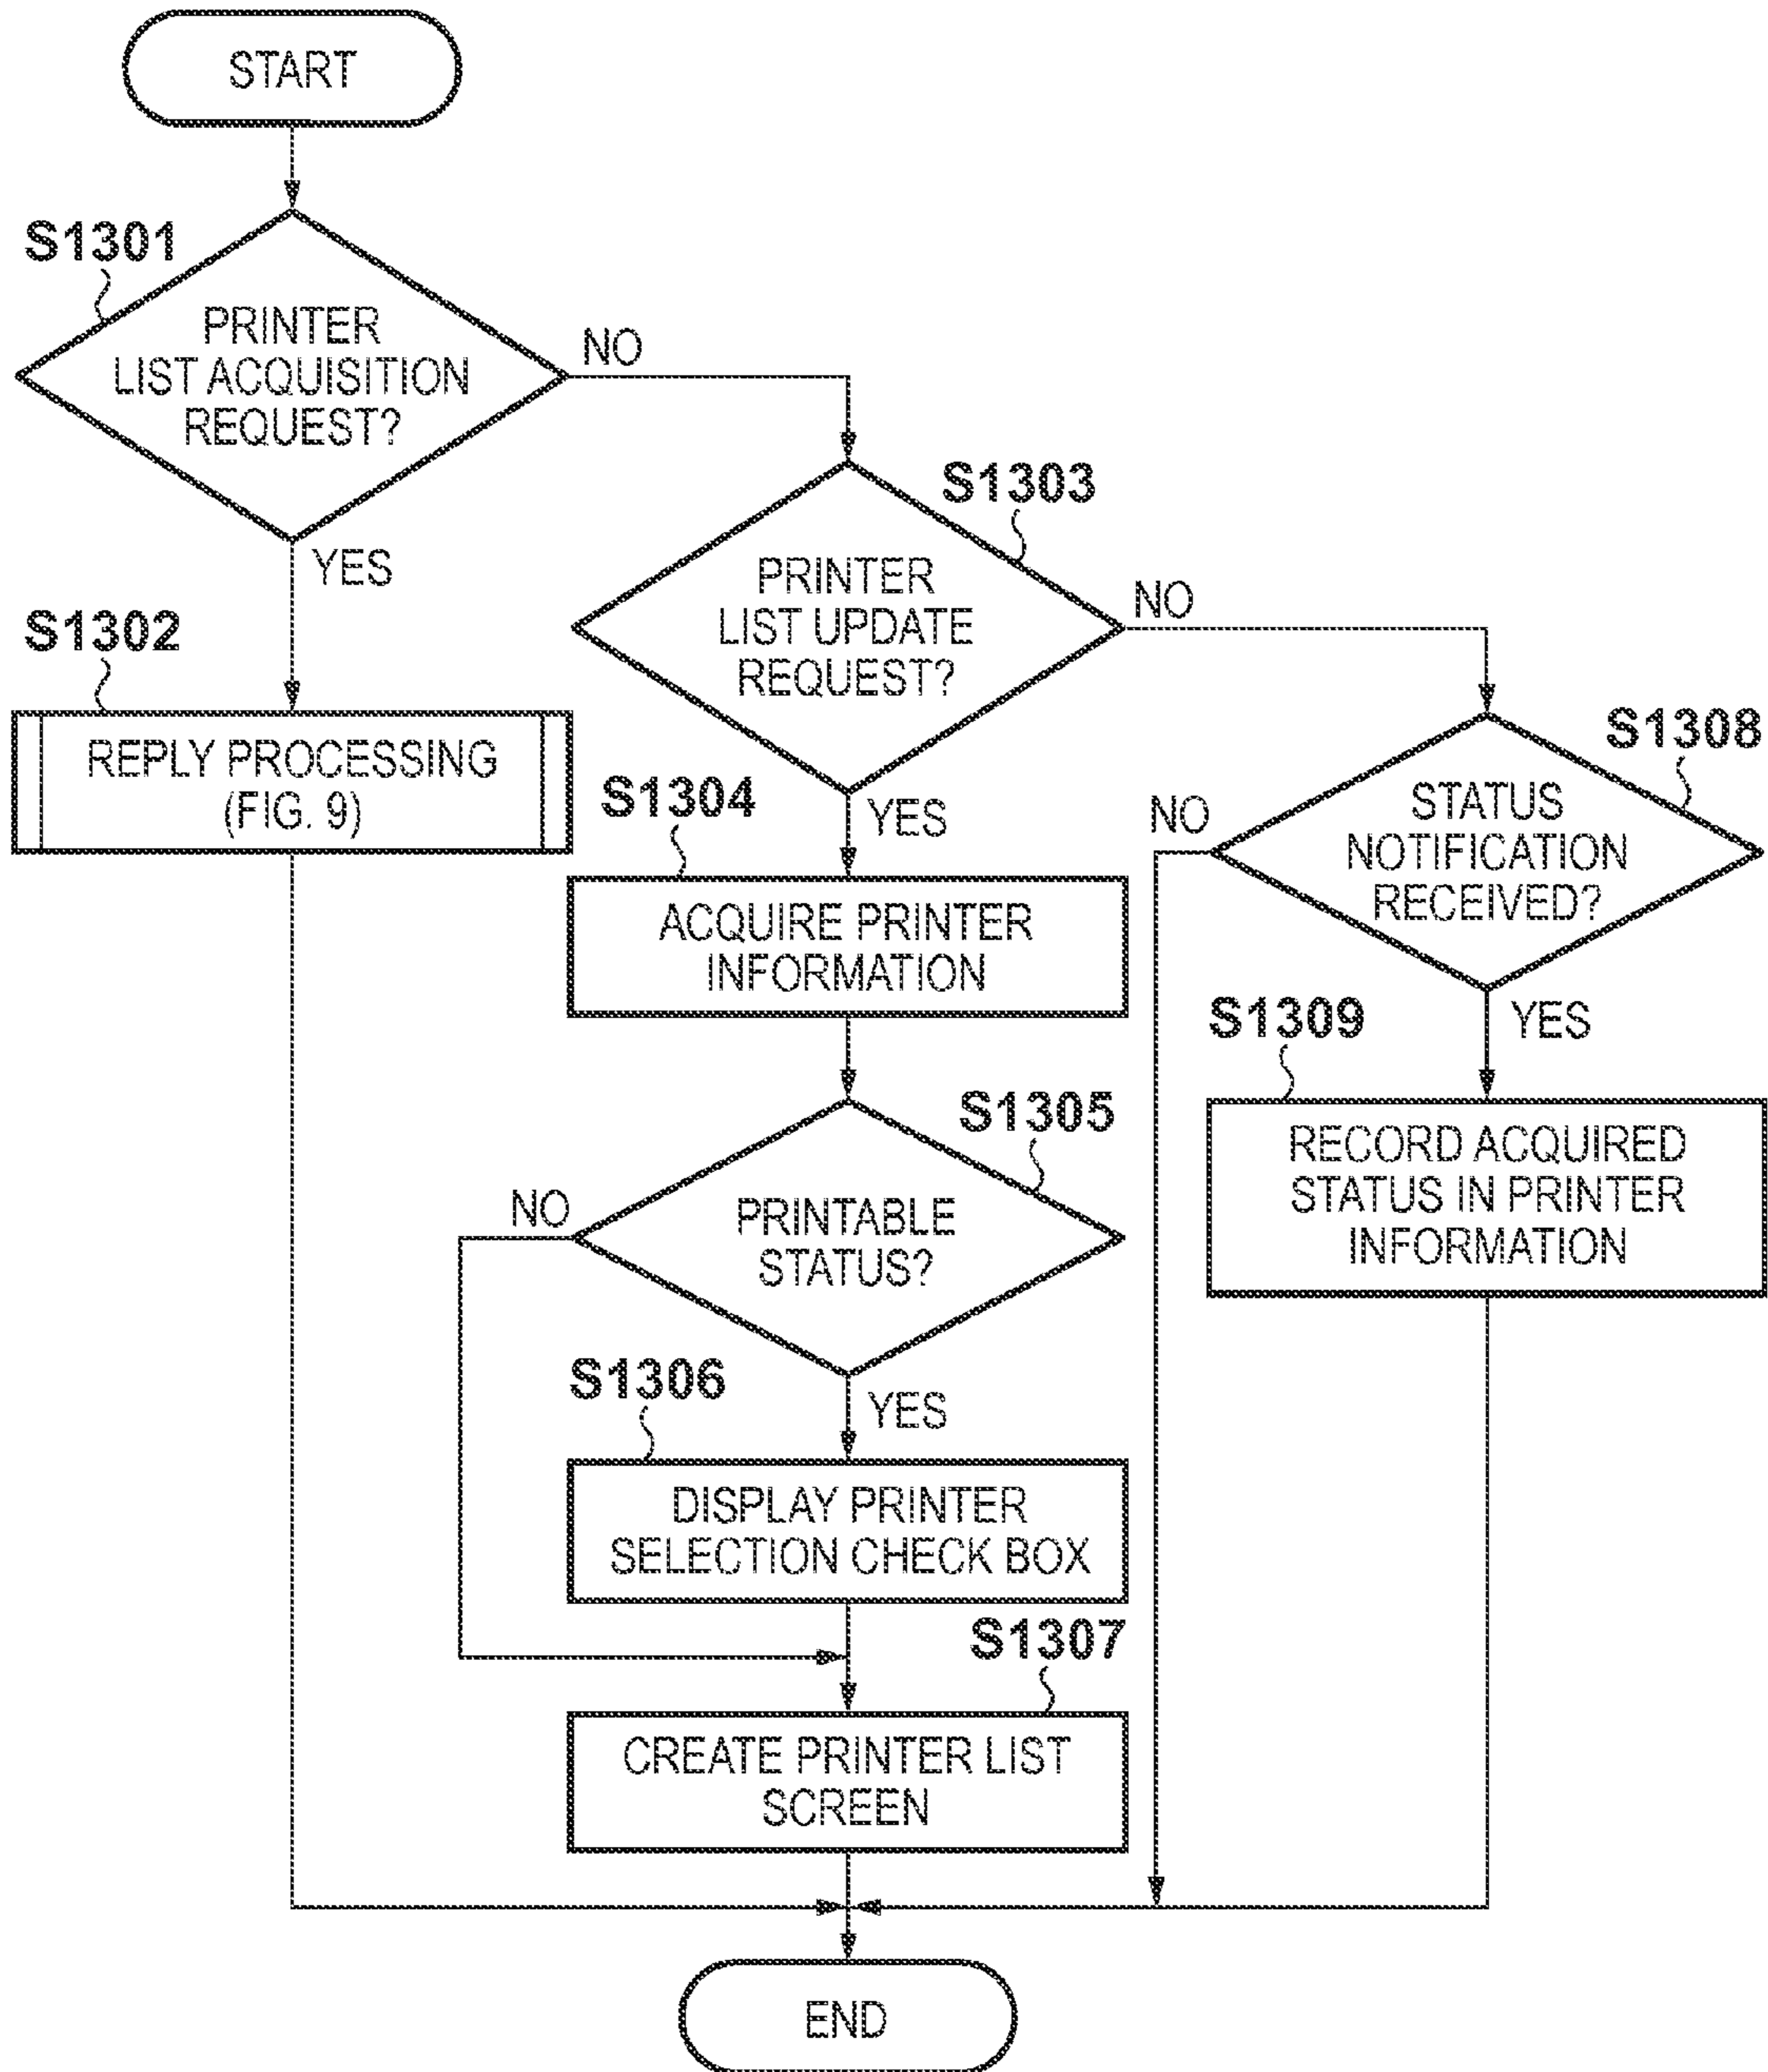 START
S1301
PRINTER
LIST ACQUISITION
REQUEST?
NO
YES
S1302
REPLY PROCESSING
(FIG. 9)
S1303
PRINTER
LIST UPDATE
REQUEST?
NO
YES
S1304
ACQUIRE PRINTER
INFORMATION
S1305
PRINTABLE
STATUS?
NO
YES
S1306
DISPLAY PRINTER
SELECTION CHECK BOX
S1307
CREATE PRINTER LIST
SCREEN
S1308
STATUS
NOTIFICATION
RECEIVED?
NO
YES
S1309
RECORD ACQUIRED
STATUS IN PRINTER
INFORMATION
END